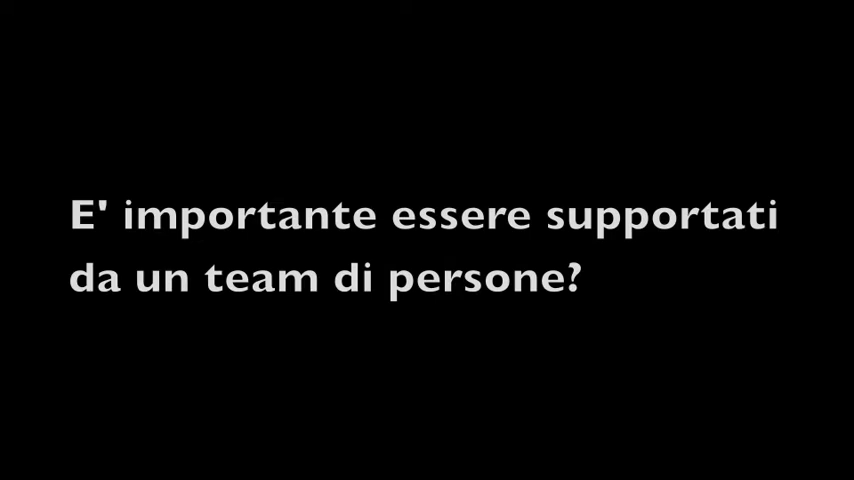 E' importante essere supportati
da un team di persone?